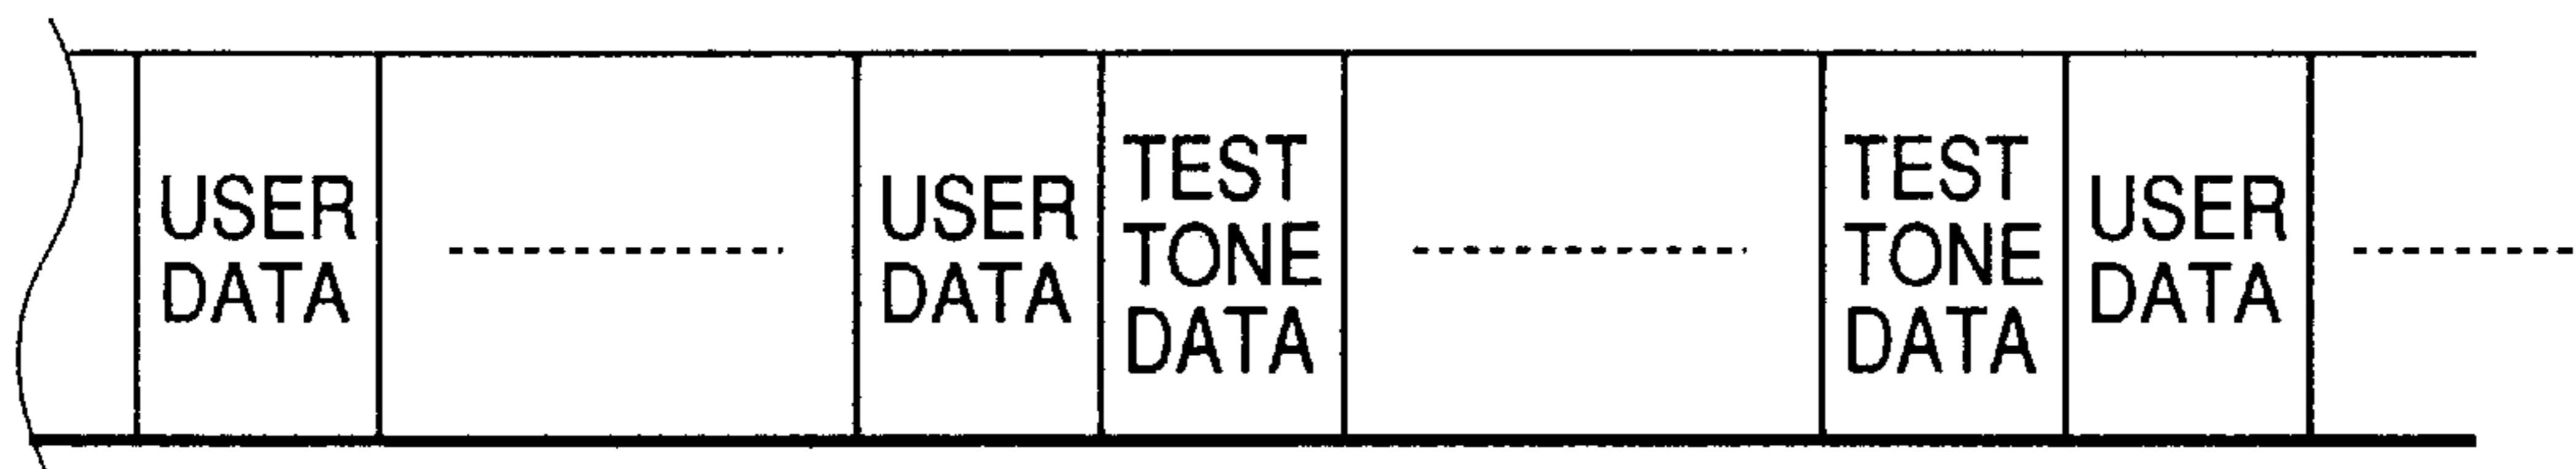 USER
DATA
USER
DATA
TEST
TONE
DATA
TEST
TONE
DATA
USER
DATA